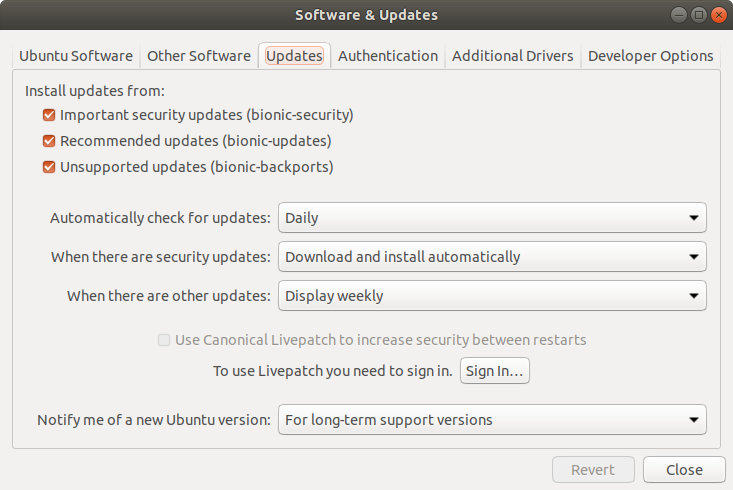 Software & Updates
Ubuntu Software Other Software Updates Authentication Additional Drivers Developer Options
Install updates from:
Important security updates (bionic-security)
Recommended updates (bionic-updates)
Unsupported updates (bionic-backports)
Automatically check for updates: Daily
When there are security updates: Download and install automatically
When there are other updates: Display weekly
Use Canonical Livepatch to increase security between restarts
To use Livepatch you need to sign in. Sign In…
Notify me of a new Ubuntu version: For long-term support versions
Revert Close